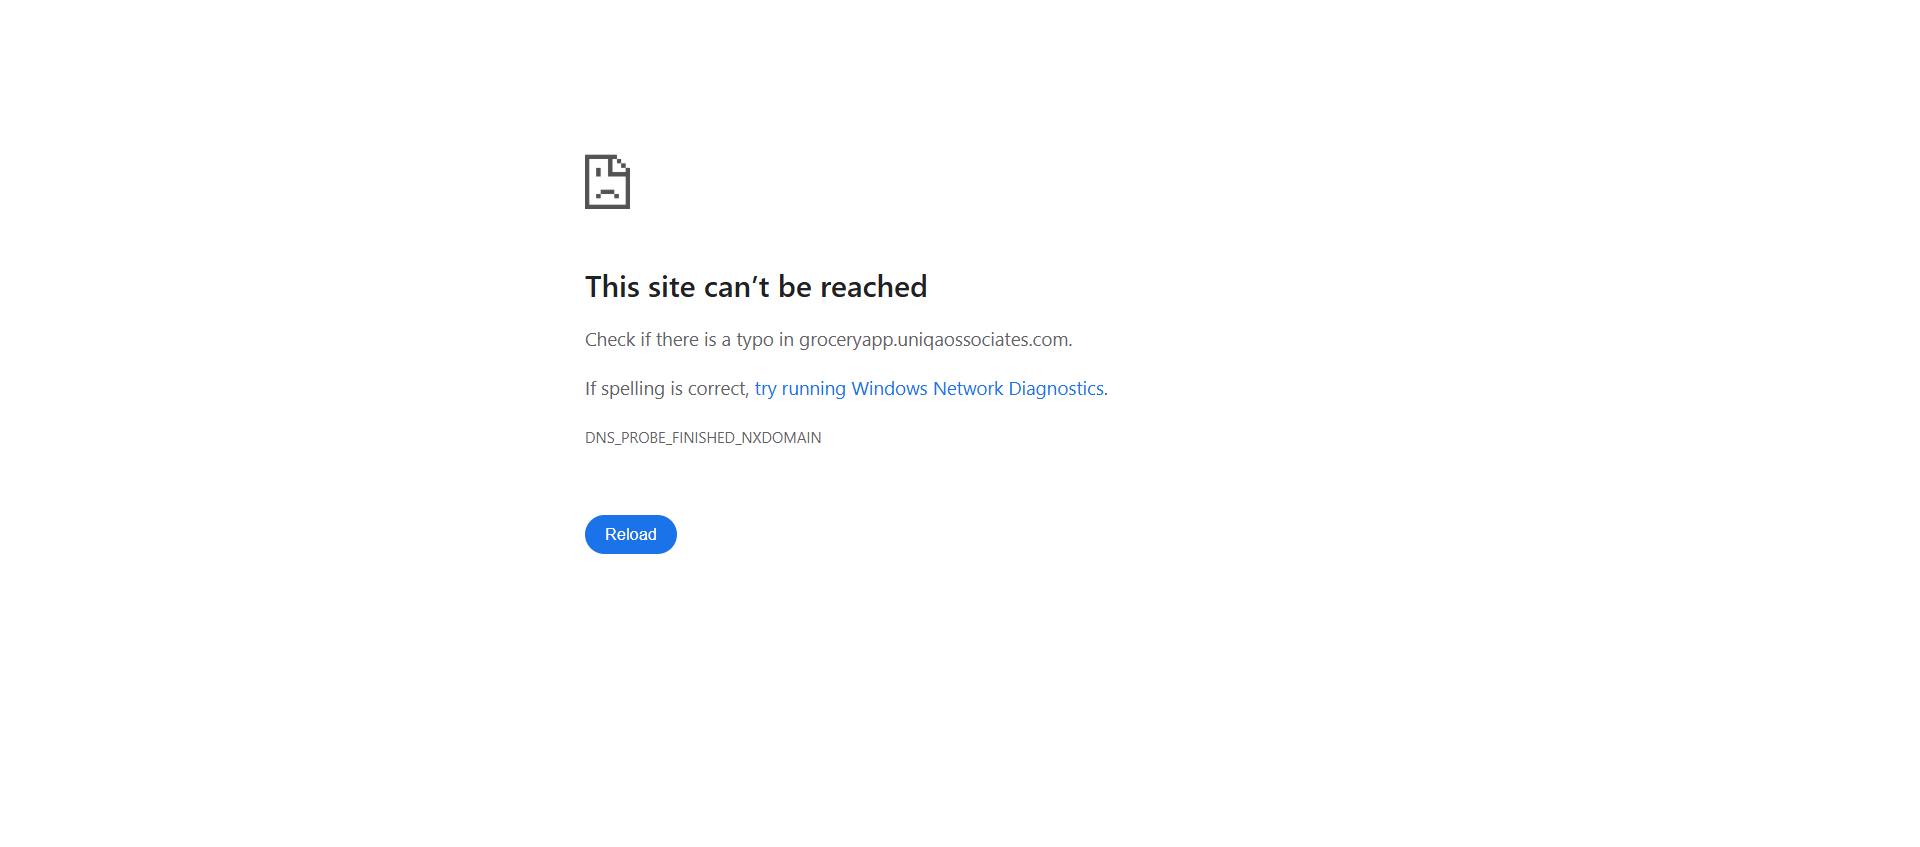 This site can’t be reached
Check if there is a typo in groceryapp.uniqaossociates.com.
If spelling is correct, try running Windows Network Diagnostics.
DNS_PROBE_FINISHED_NXDOMAIN
Reload